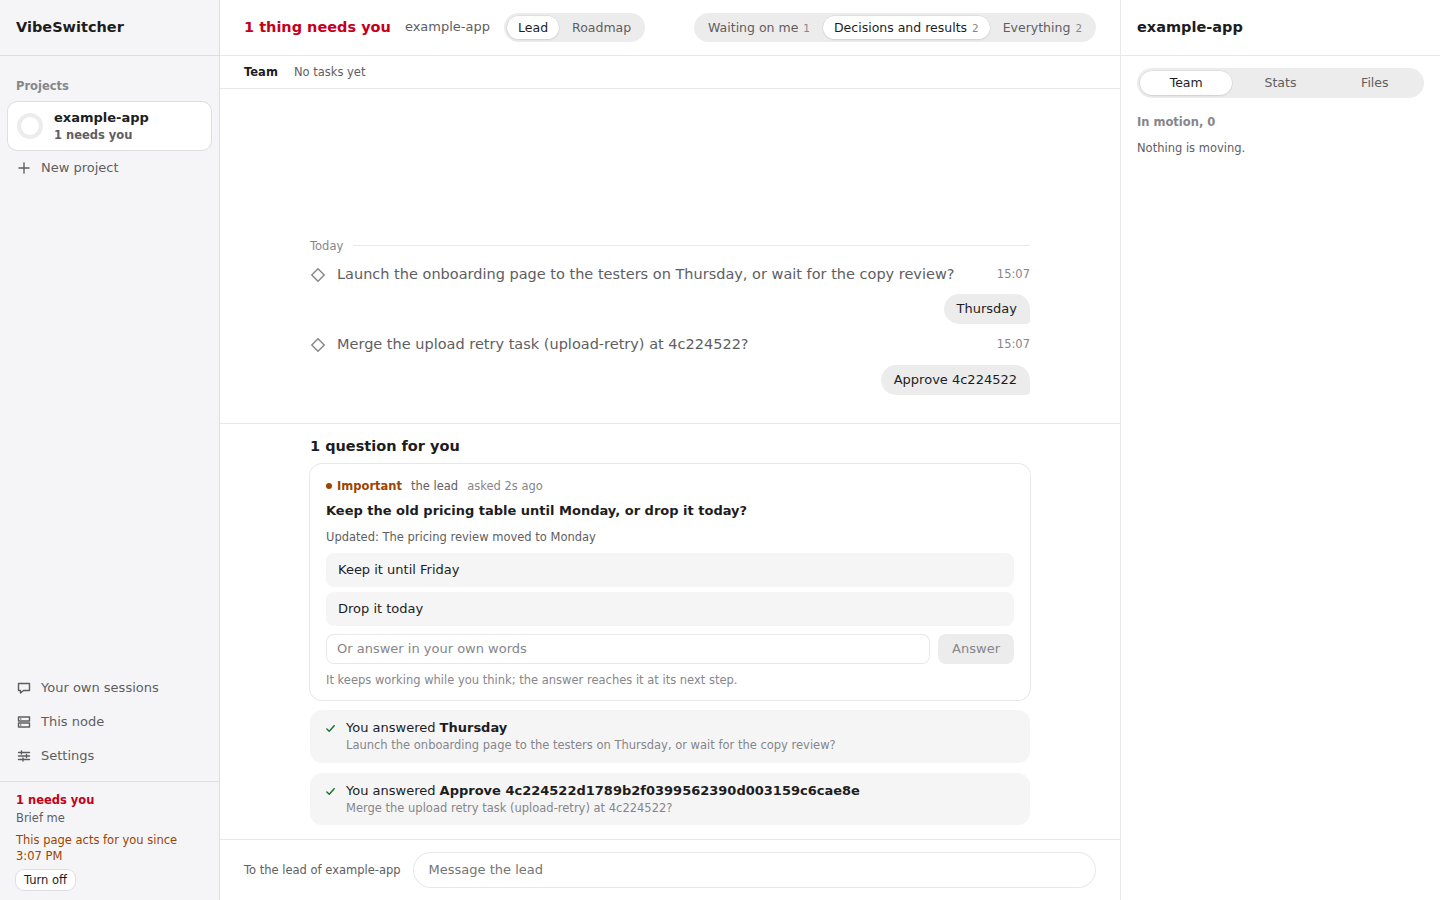 VibeSwitcher
Projects
example-app
1 needs you
New project
Your own sessions
This node
Settings
1 needs you
Brief me
This page acts for you since
3:07 PM
Turn off
1 thing needs you example-app Lead Roadmap Waiting on me 1 Decisions and results 2 Everything 2
Team No tasks yet
Today
Launch the onboarding page to the testers on Thursday, or wait for the copy review? 15:07
Thursday
Merge the upload retry task (upload-retry) at 4c224522? 15:07
Approve 4c224522
1 question for you
Important the lead asked 2s ago
Keep the old pricing table until Monday, or drop it today?
Updated: The pricing review moved to Monday
Keep it until Friday
Drop it today
Or answer in your own words Answer
It keeps working while you think; the answer reaches it at its next step.
You answered Thursday
Launch the onboarding page to the testers on Thursday, or wait for the copy review?
You answered Approve 4c224522d1789b2f0399562390d003159c6cae8e
Merge the upload retry task (upload-retry) at 4c224522?
To the lead of example-app Message the lead
example-app
Team Stats Files
In motion, 0
Nothing is moving.